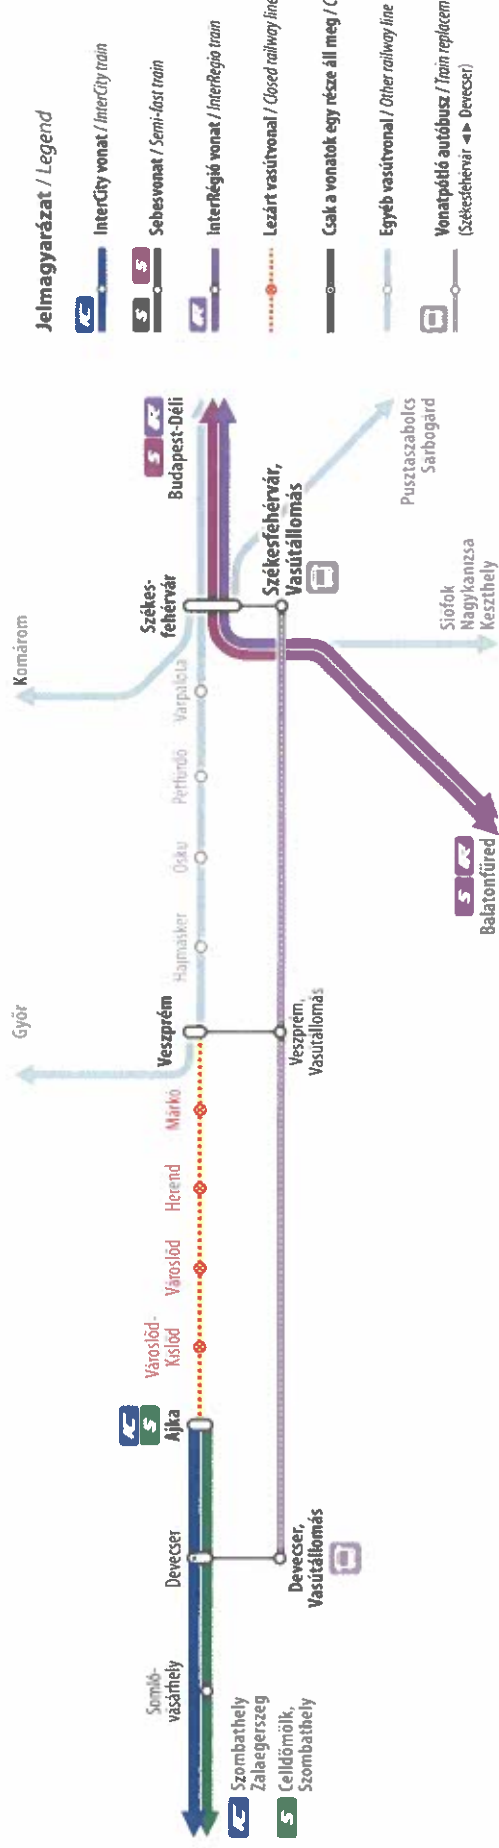 Somló-
vásárhely
Devecser
Ajka
Városlőd-
Kislőd
Városlőd
Herend
Márkó
Veszprém
Győr
Hajmáskér
Öskü
Pétfürdő
Várpalota
Komárom
Székes-
fehérvár
Budapest-Déli
Szombathely
Zalaegerszeg
Celldömölk,
Szombathely
Devecser,
Vasútállomás
Veszprém,
Vasútállomás
Székesfehérvár,
Vasútállomás
Balatonfüred
Siófok
Nagykanizsa
Keszthely
Pusztaszabolcs
Sárbogárd
Jelmagyarázat / Legend
InterCity vonat / InterCity train
Sebesvonat / Semi-fast train
InterRégió vonat / InterRegio train
Lezárt vasútvonal / Closed railway line
Csak a vonatok egy része áll meg /
Egyéb vasútvonal / Other railway line
Vonatpótló autóbusz / Train
(Székesfehérvár ◄► Devecser)